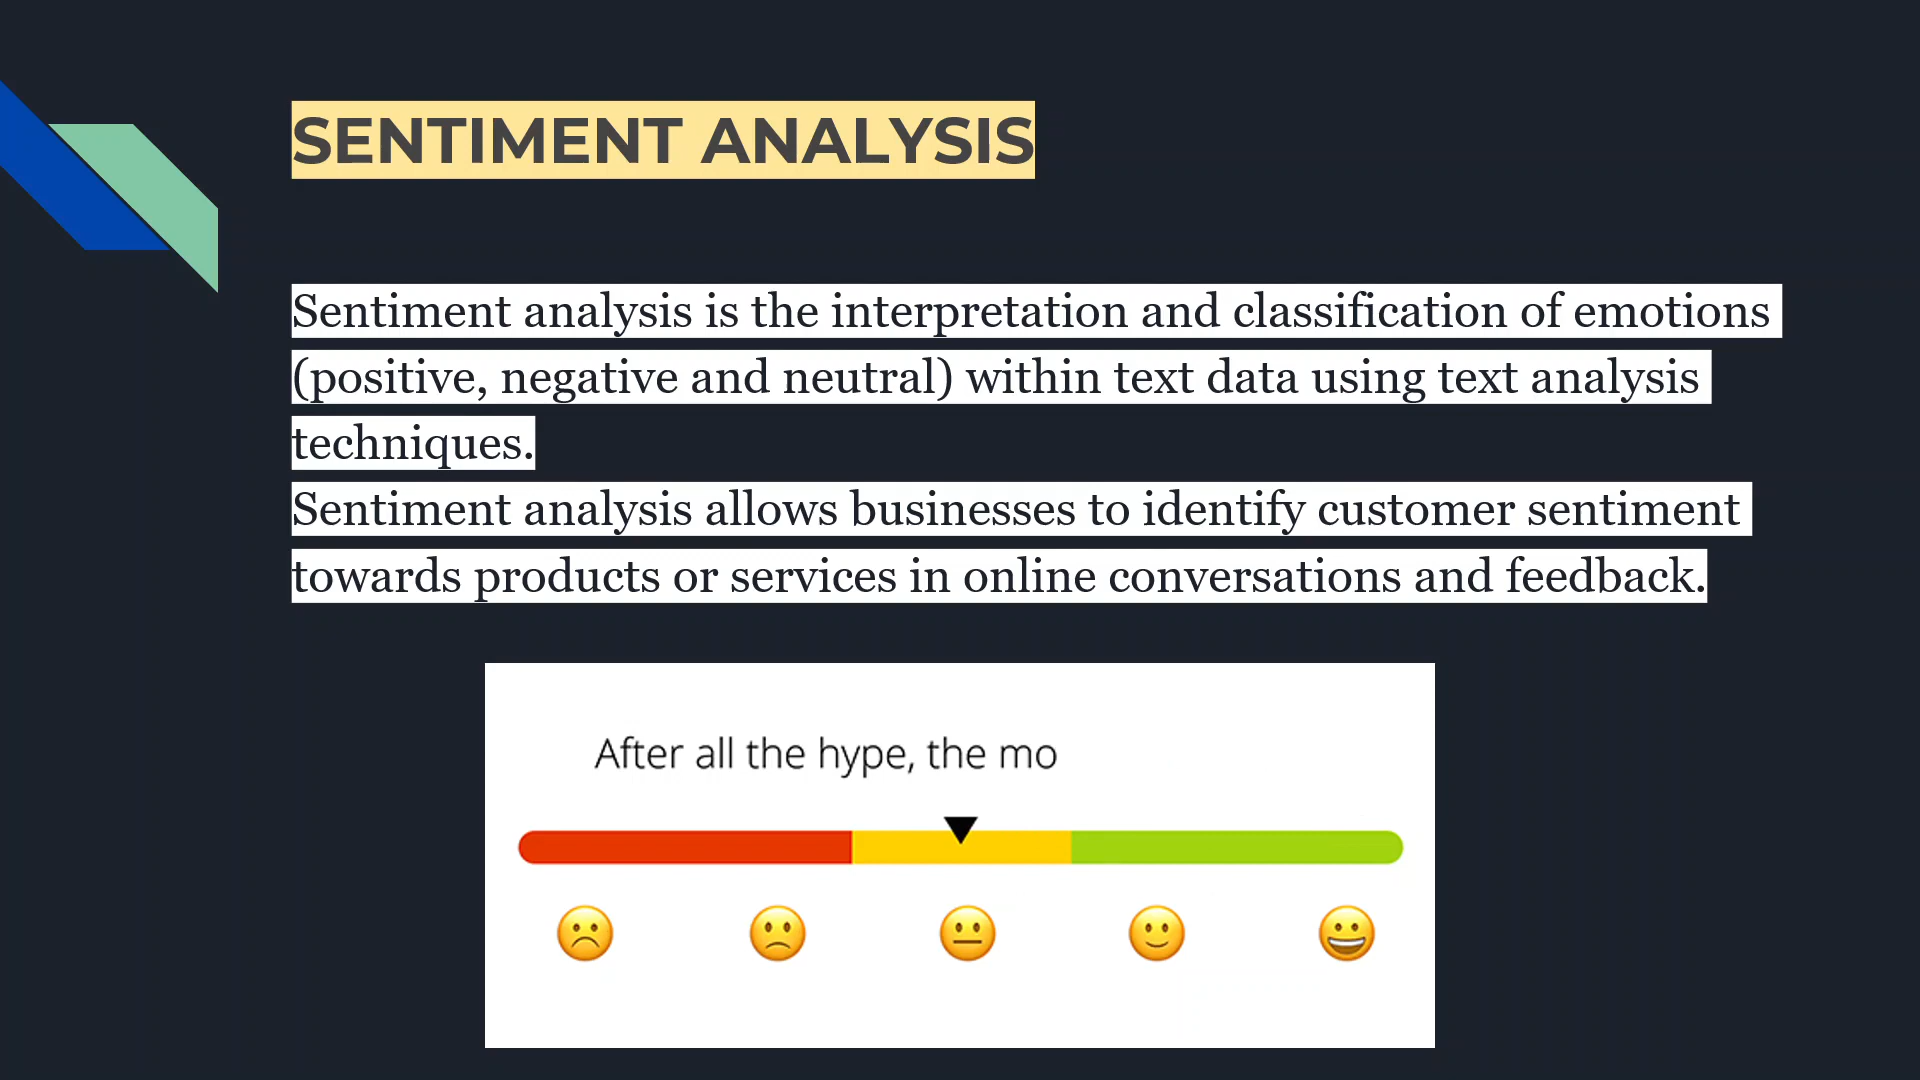 SENTIMENT ANALYSIS
Sentiment analysis is the interpretation and classification of emotions
(positive, negative and neutral) within text data using text analysis
techniques.
Sentiment analysis allows businesses to identify customer sentiment
towards products or services in online conversations and feedback.
After all the hype, the mo